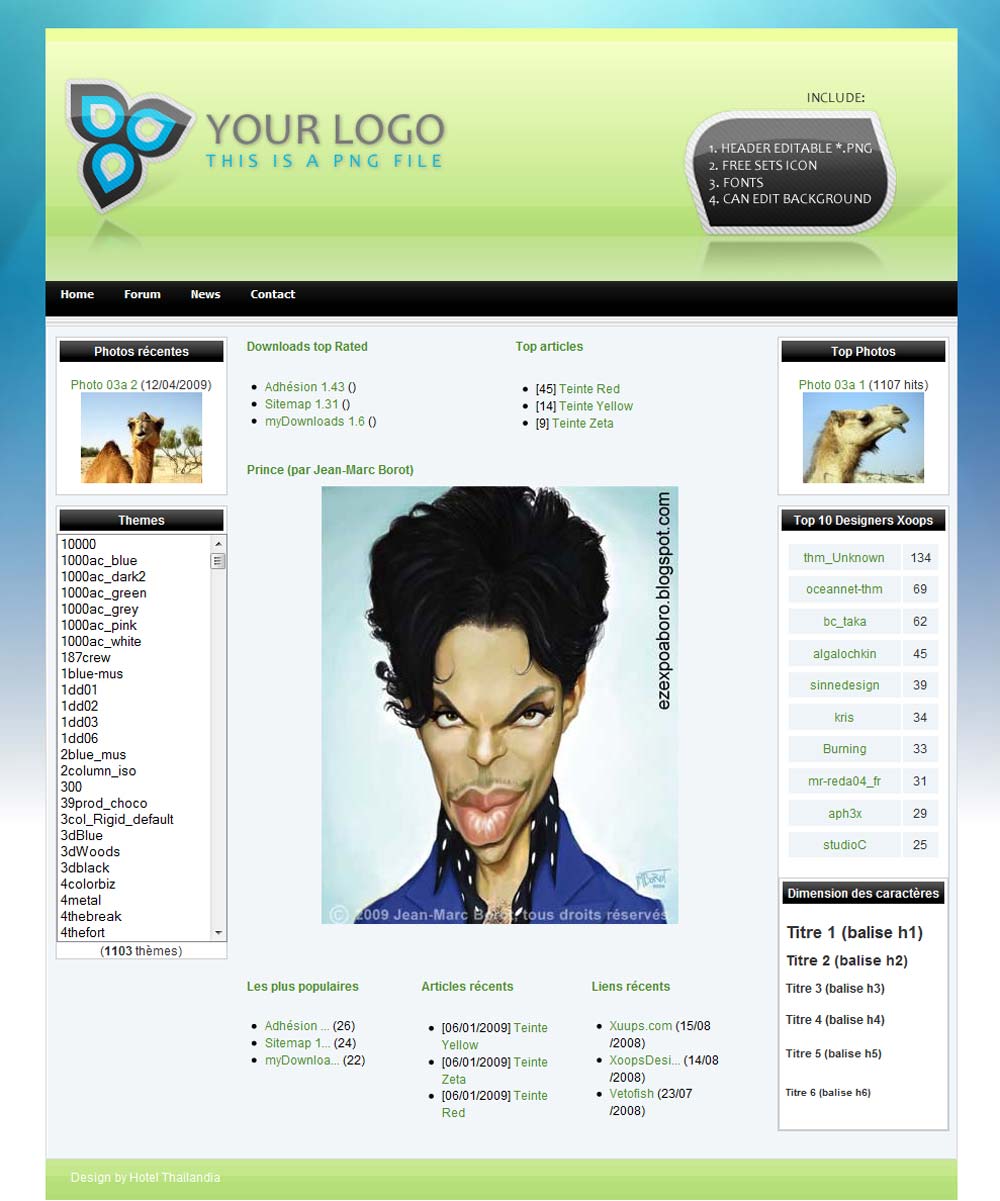 YOUR LOGO
THIS IS A PNG FILE
INCLUDE:
1. HEADER EDITABLE *.PNG
2. FREE SETS ICON
3. FONTS
4. CAN EDIT BACKGROUND
Home Forum News Contact
Photos récentes
Photo 03a 2 (12/04/2009)
Themes
10000
1000ac_blue
1000ac_dark2
1000ac_green
1000ac_grey
1000ac_pink
1000ac_white
187crew
1blue-mus
1dd01
1dd02
1dd03
1dd06
2blue_mus
2column_iso
300
39prod_choco
3col_Rigid_default
3dBlue
3dWoods
3dblack
4colorbiz
4metal
4thebreak
4thefort
(1103 thèmes)
Downloads top Rated
Adhésion 1.43 ()
Sitemap 1.31 ()
myDownloads 1.6 ()
Top articles
[45] Teinte Red
[14] Teinte Yellow
[9] Teinte Zeta
Prince (par Jean-Marc Borot)
ezexpoaboro.blogspot.com
© 2009 Jean-Marc Borot, tous droits réservés.
Les plus populaires
Adhésion ... (26)
Sitemap 1... (24)
myDownloa... (22)
Articles récents
[06/01/2009] Teinte
Yellow
[06/01/2009] Teinte
Zeta
[06/01/2009] Teinte
Red
Liens récents
Xuups.com (15/08
/2008)
XoopsDesi... (14/08
/2008)
Vetofish (23/07
/2008)
Top Photos
Photo 03a 1 (1107 hits)
Top 10 Designers Xoops
thm_Unknown 134
oceannet-thm 69
bc_taka 62
algalochkin 45
sinnedesign 39
kris 34
Burning 33
mr-reda04_fr 31
aph3x 29
studioC 25
Dimension des caractères
Titre 1 (balise h1)
Titre 2 (balise h2)
Titre 3 (balise h3)
Titre 4 (balise h4)
Titre 5 (balise h5)
Titre 6 (balise h6)
Design by Hotel Thailandia